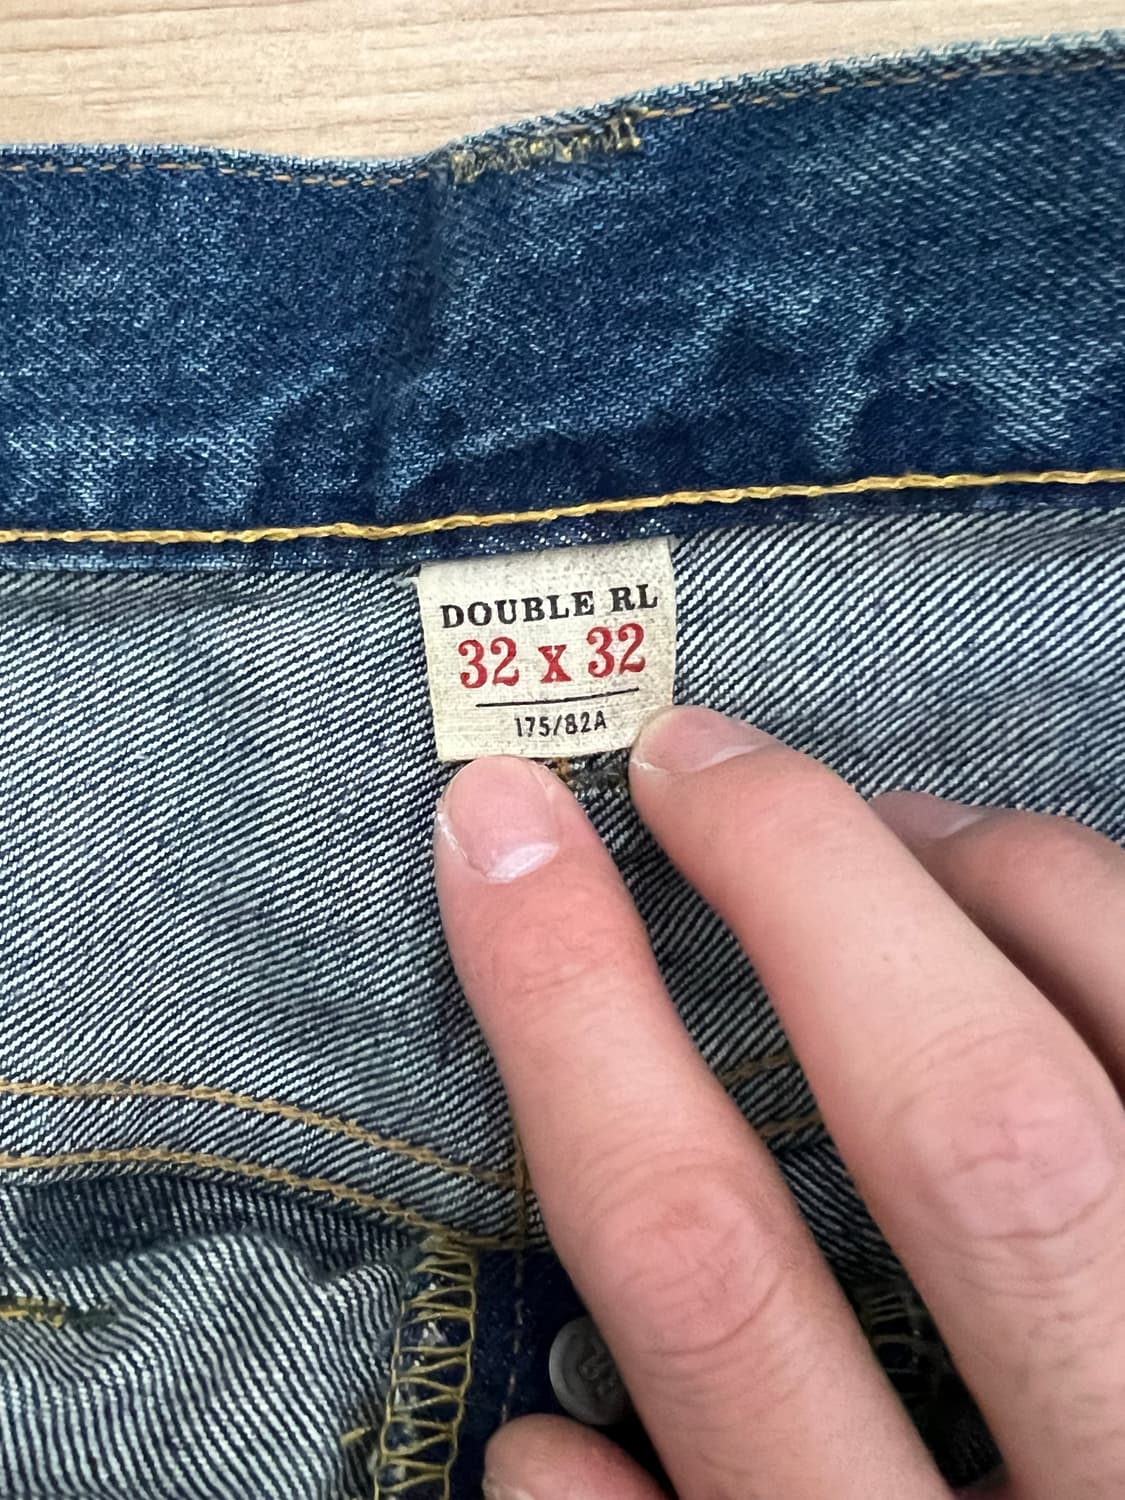 DOUBLE RL
32 x 32
175/82A